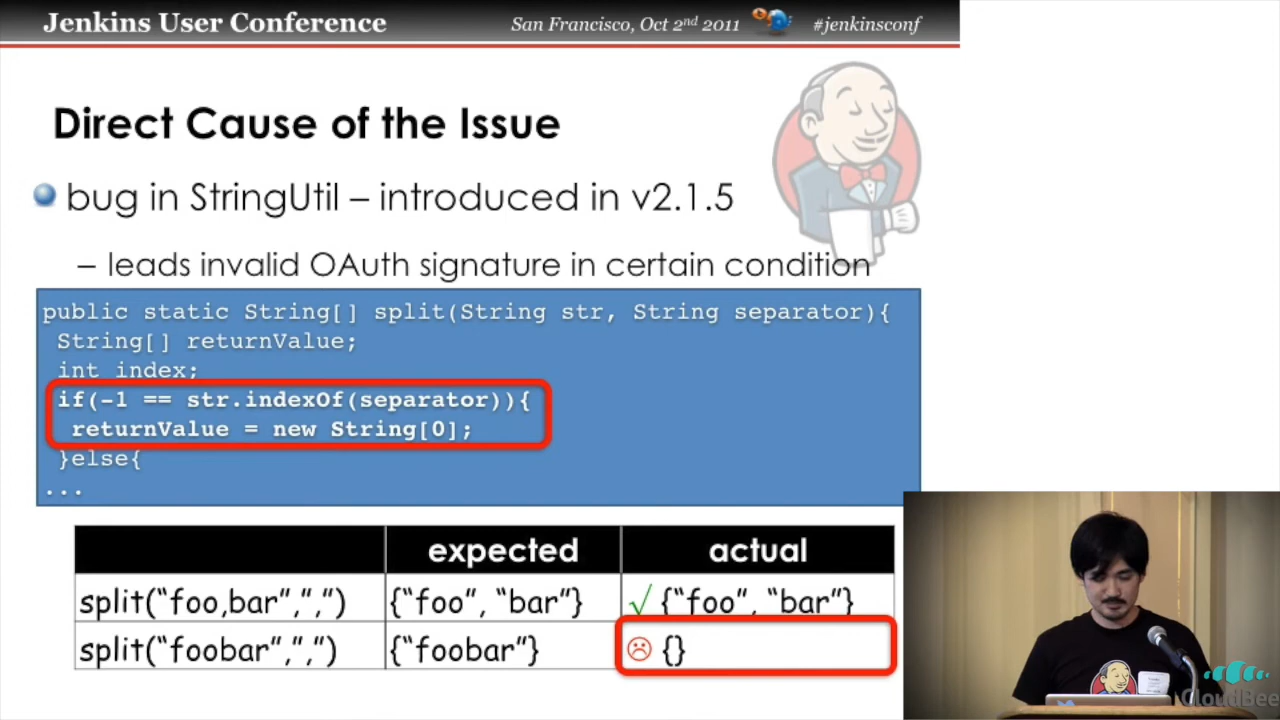 Jenkins User Conference
San Francisco, Oct 2nd 2011
#jenkinsconf
Direct Cause of the Issue
bug in StringUtil – introduced in v2.1.5
– leads invalid OAuth signature in certain condition
public static String[] split(String str, String separator){
String[] returnValue;
int index;
if(-1 == str.indexOf(separator)){
returnValue = new String[0];
}else{
...
expected actual
split("foo,bar",",") {"foo", "bar"} √ {"foo", "bar"}
split("foobar",",") {"foobar"} ☹ {}
CloudBee